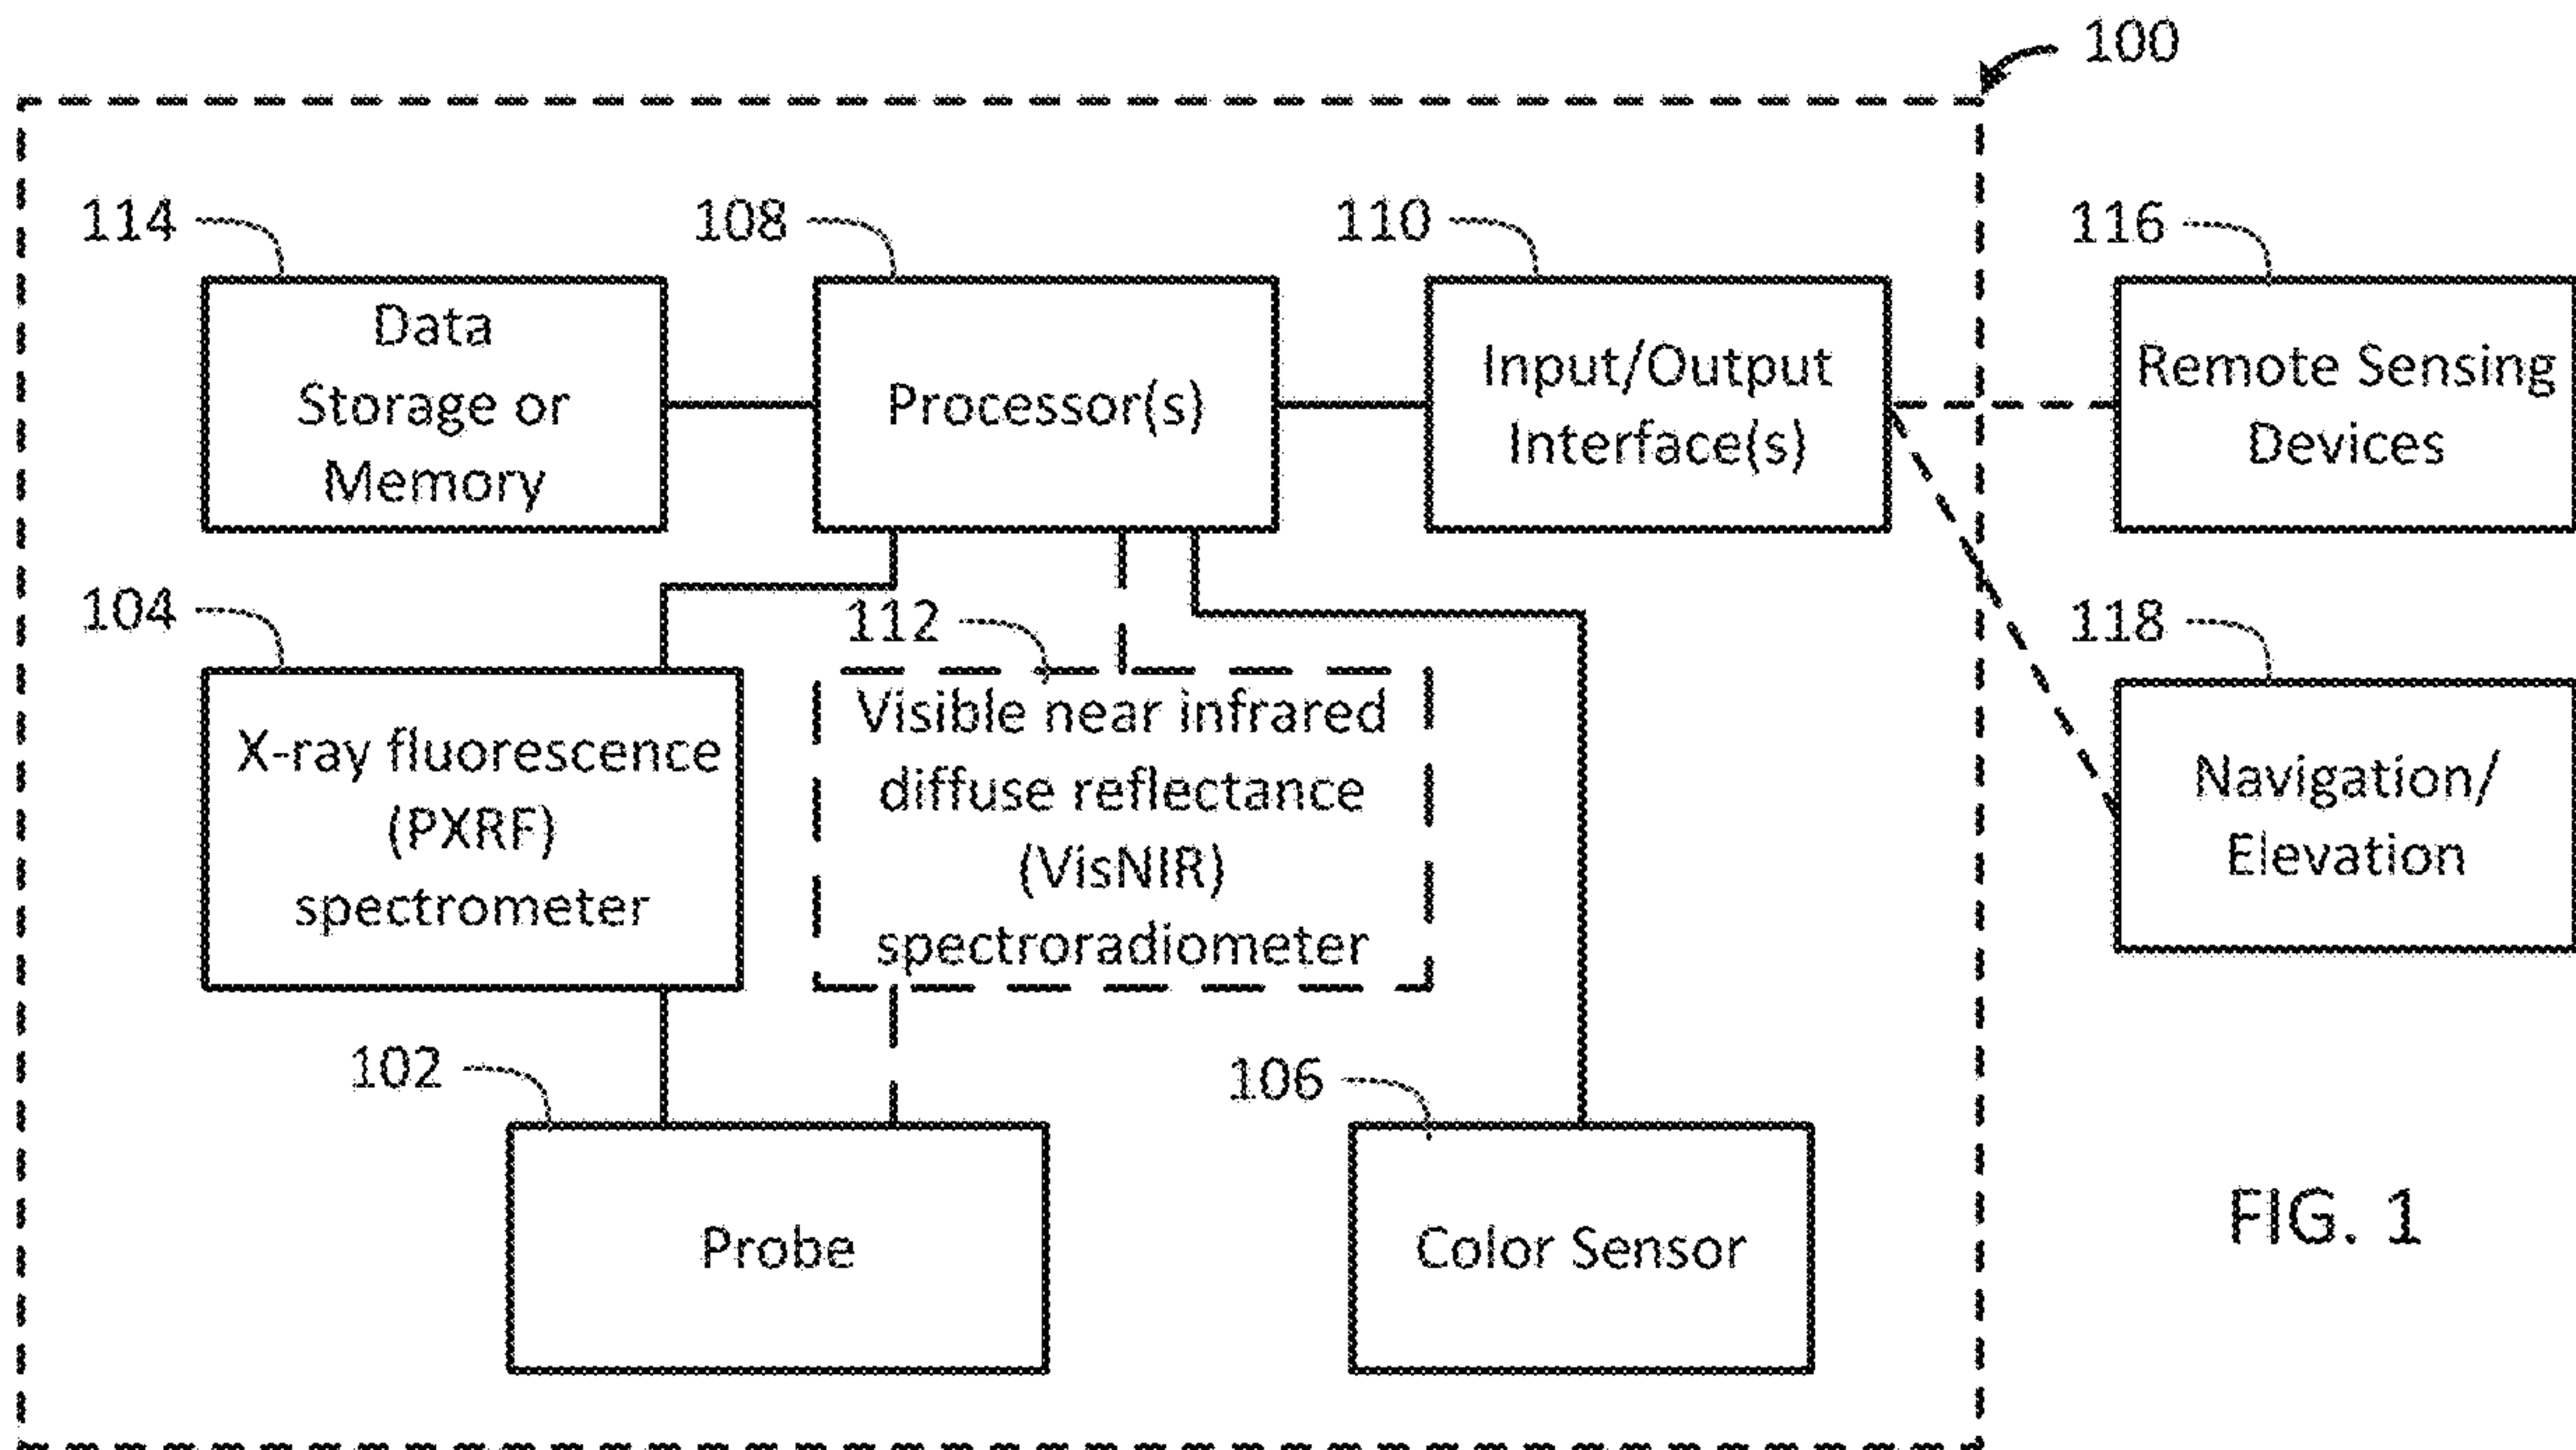 100
114
108
110
116
Data
Storage or
Memory
Processor(s)
Input/Output
Interface(s)
Remote Sensing
Devices
104
112
118
X-ray fluorescence
(PXRF)
spectrometer
Visible near infrared
diffuse reflectance
(VisNIR)
spectroradiometer
Navigation/
Elevation
102
106
Probe
Color Sensor
FIG. 1